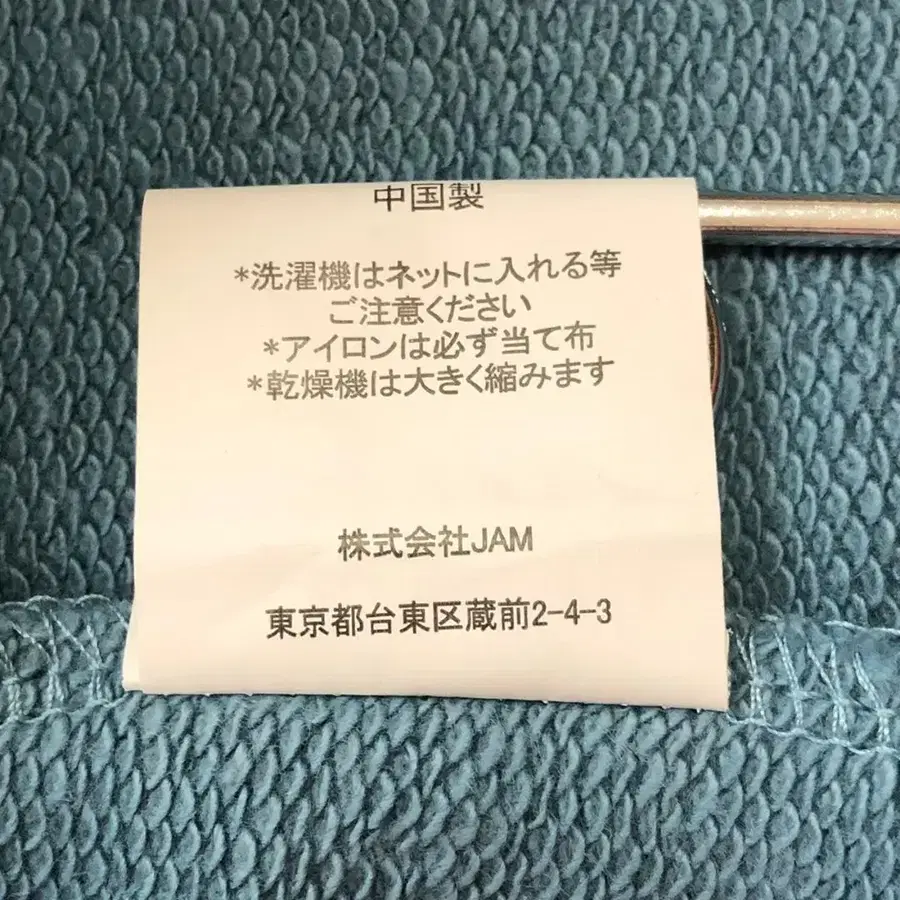 中国製
*洗濯機はネットに入れる等
ご注意ください
*アイロンは必ず当て布
*乾燥機は大きく縮みます
株式会社JAM
東京都台東区蔵前2-4-3